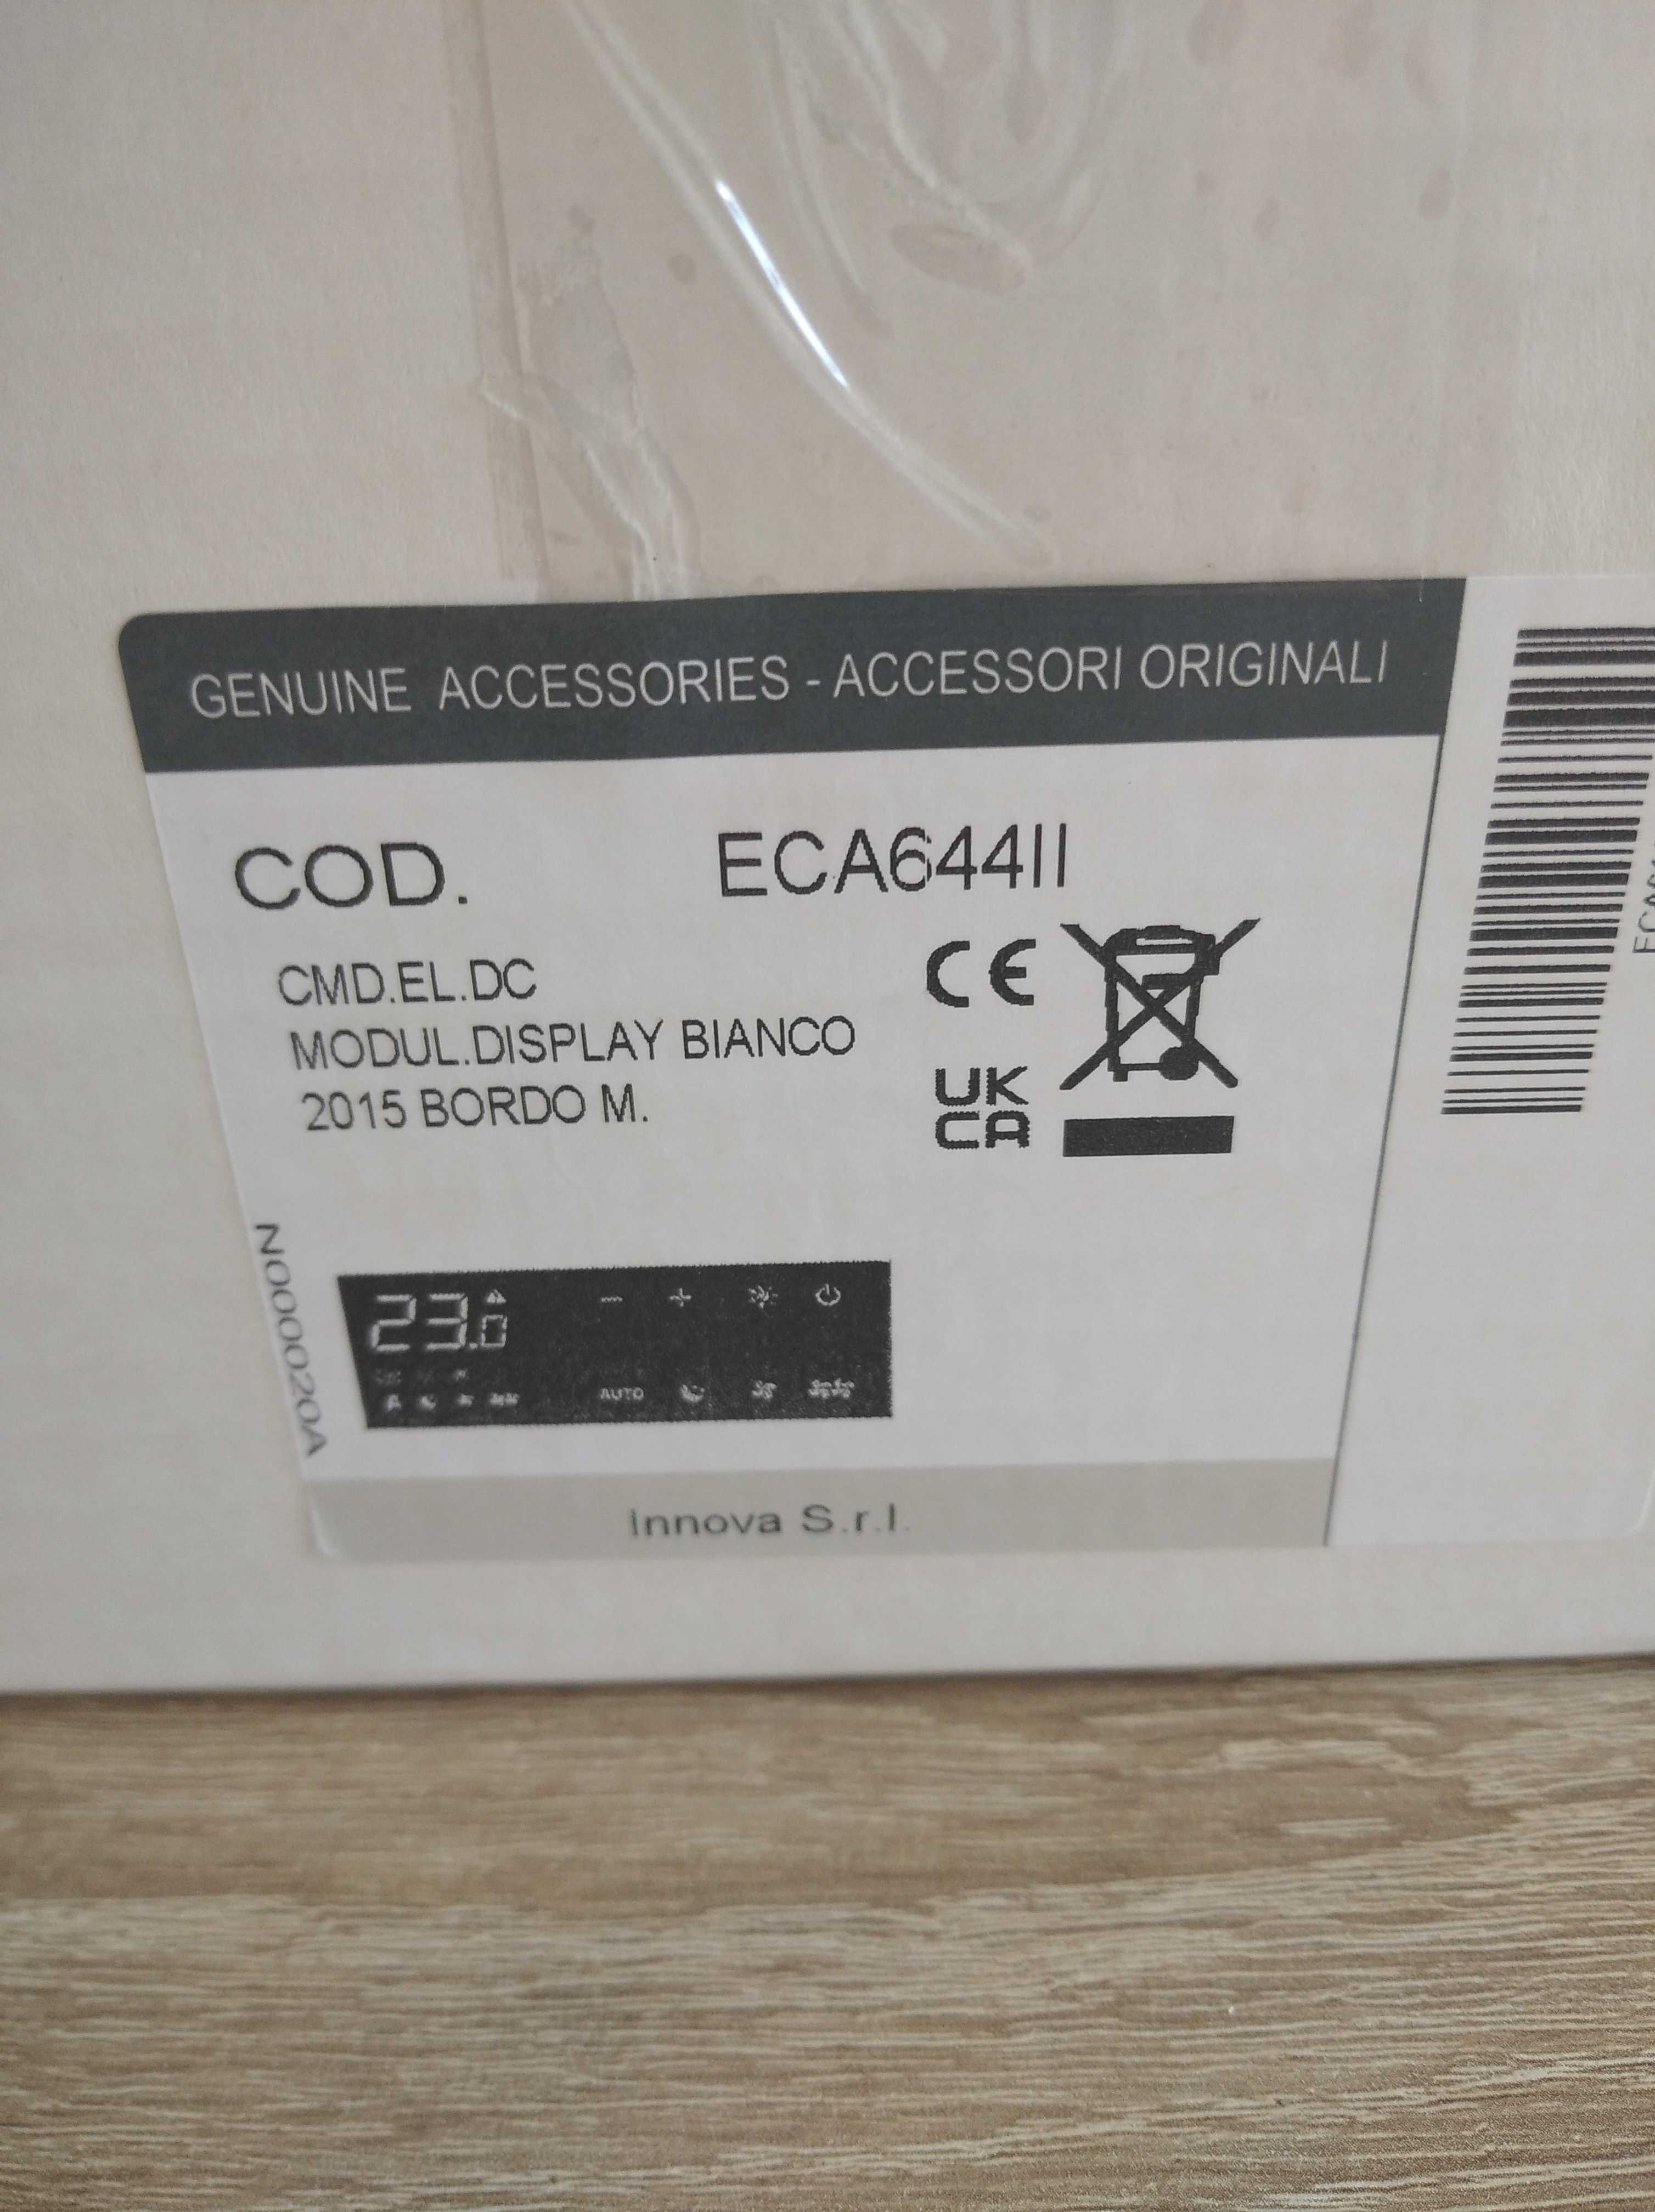 GENUINE ACCESSORIES - ACCESSORI ORIGINALI
COD. ECA644II
CMD.EL.DC
MODUL.DISPLAY BIANCO
2015 BORDO M.
CE
UK
CA
N000020A
23.0
AUTO
Innova S.r.l.